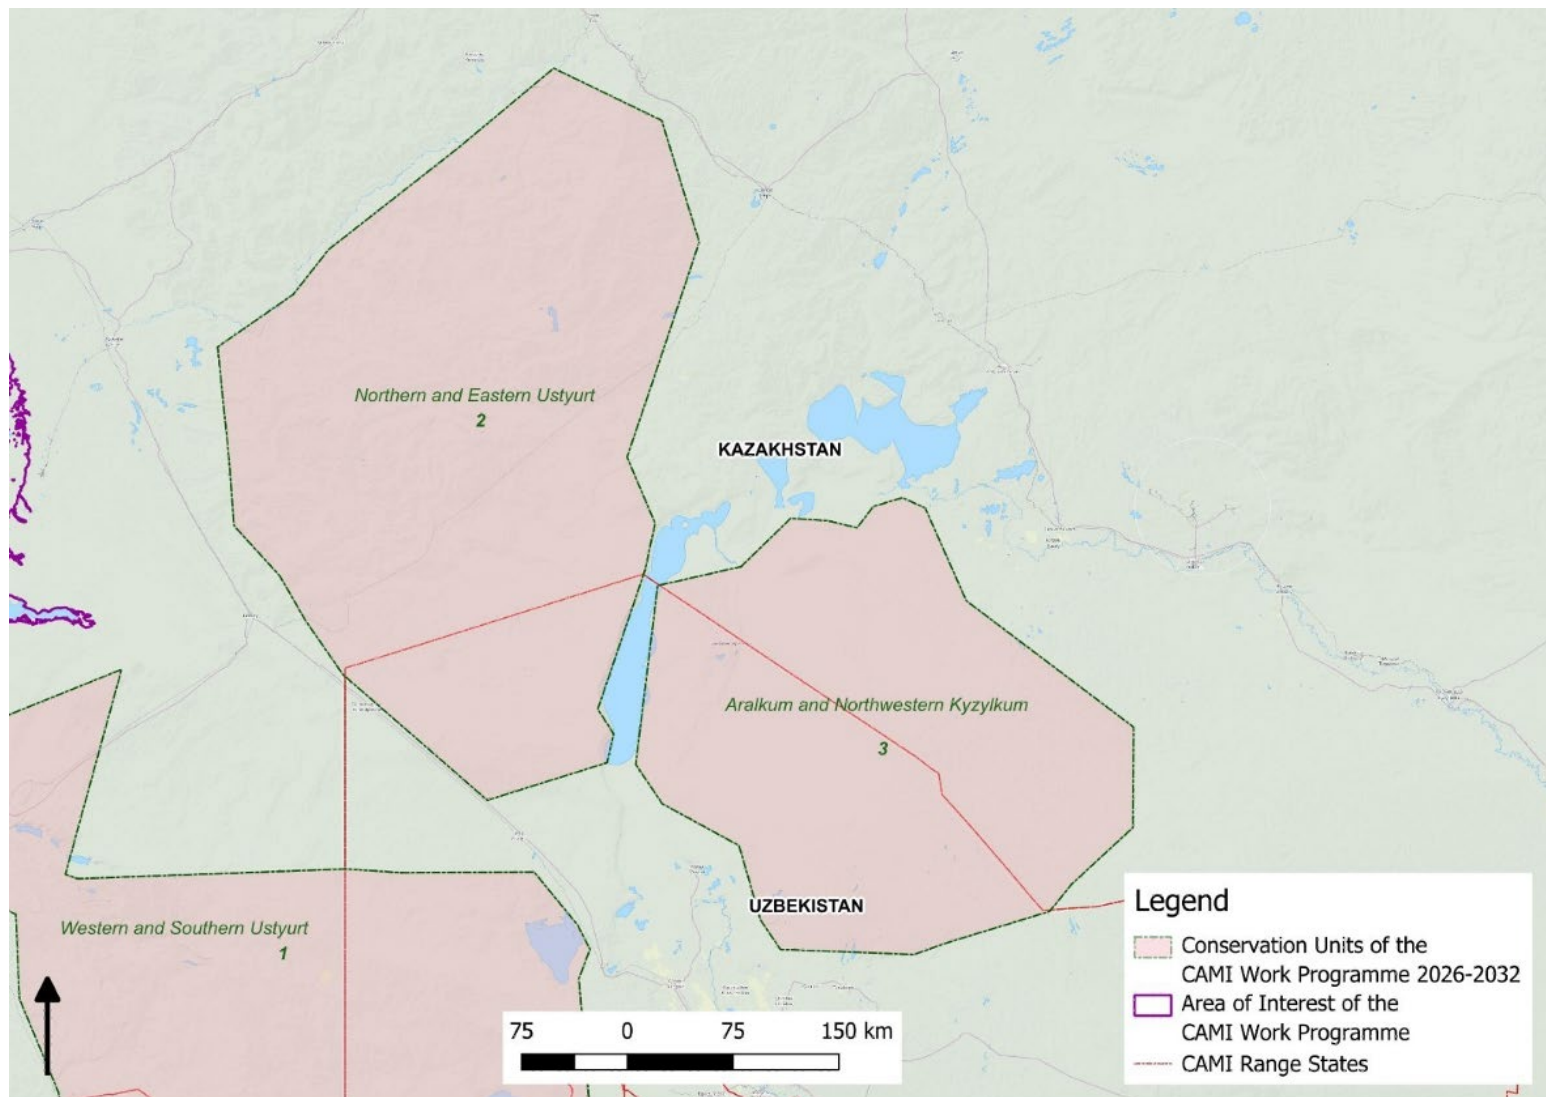 Northern and Eastern Ustyurt
2
KAZAKHSTAN
Aralkum and Northwestern Kyzylkum
3
UZBEKISTAN
Western and Southern Ustyurt
1
Legend
Conservation Units of the
CAMI Work Programme 2026-2032
Area of Interest of the
CAMI Work Programme
CAMI Range States
75 0 75 150 km